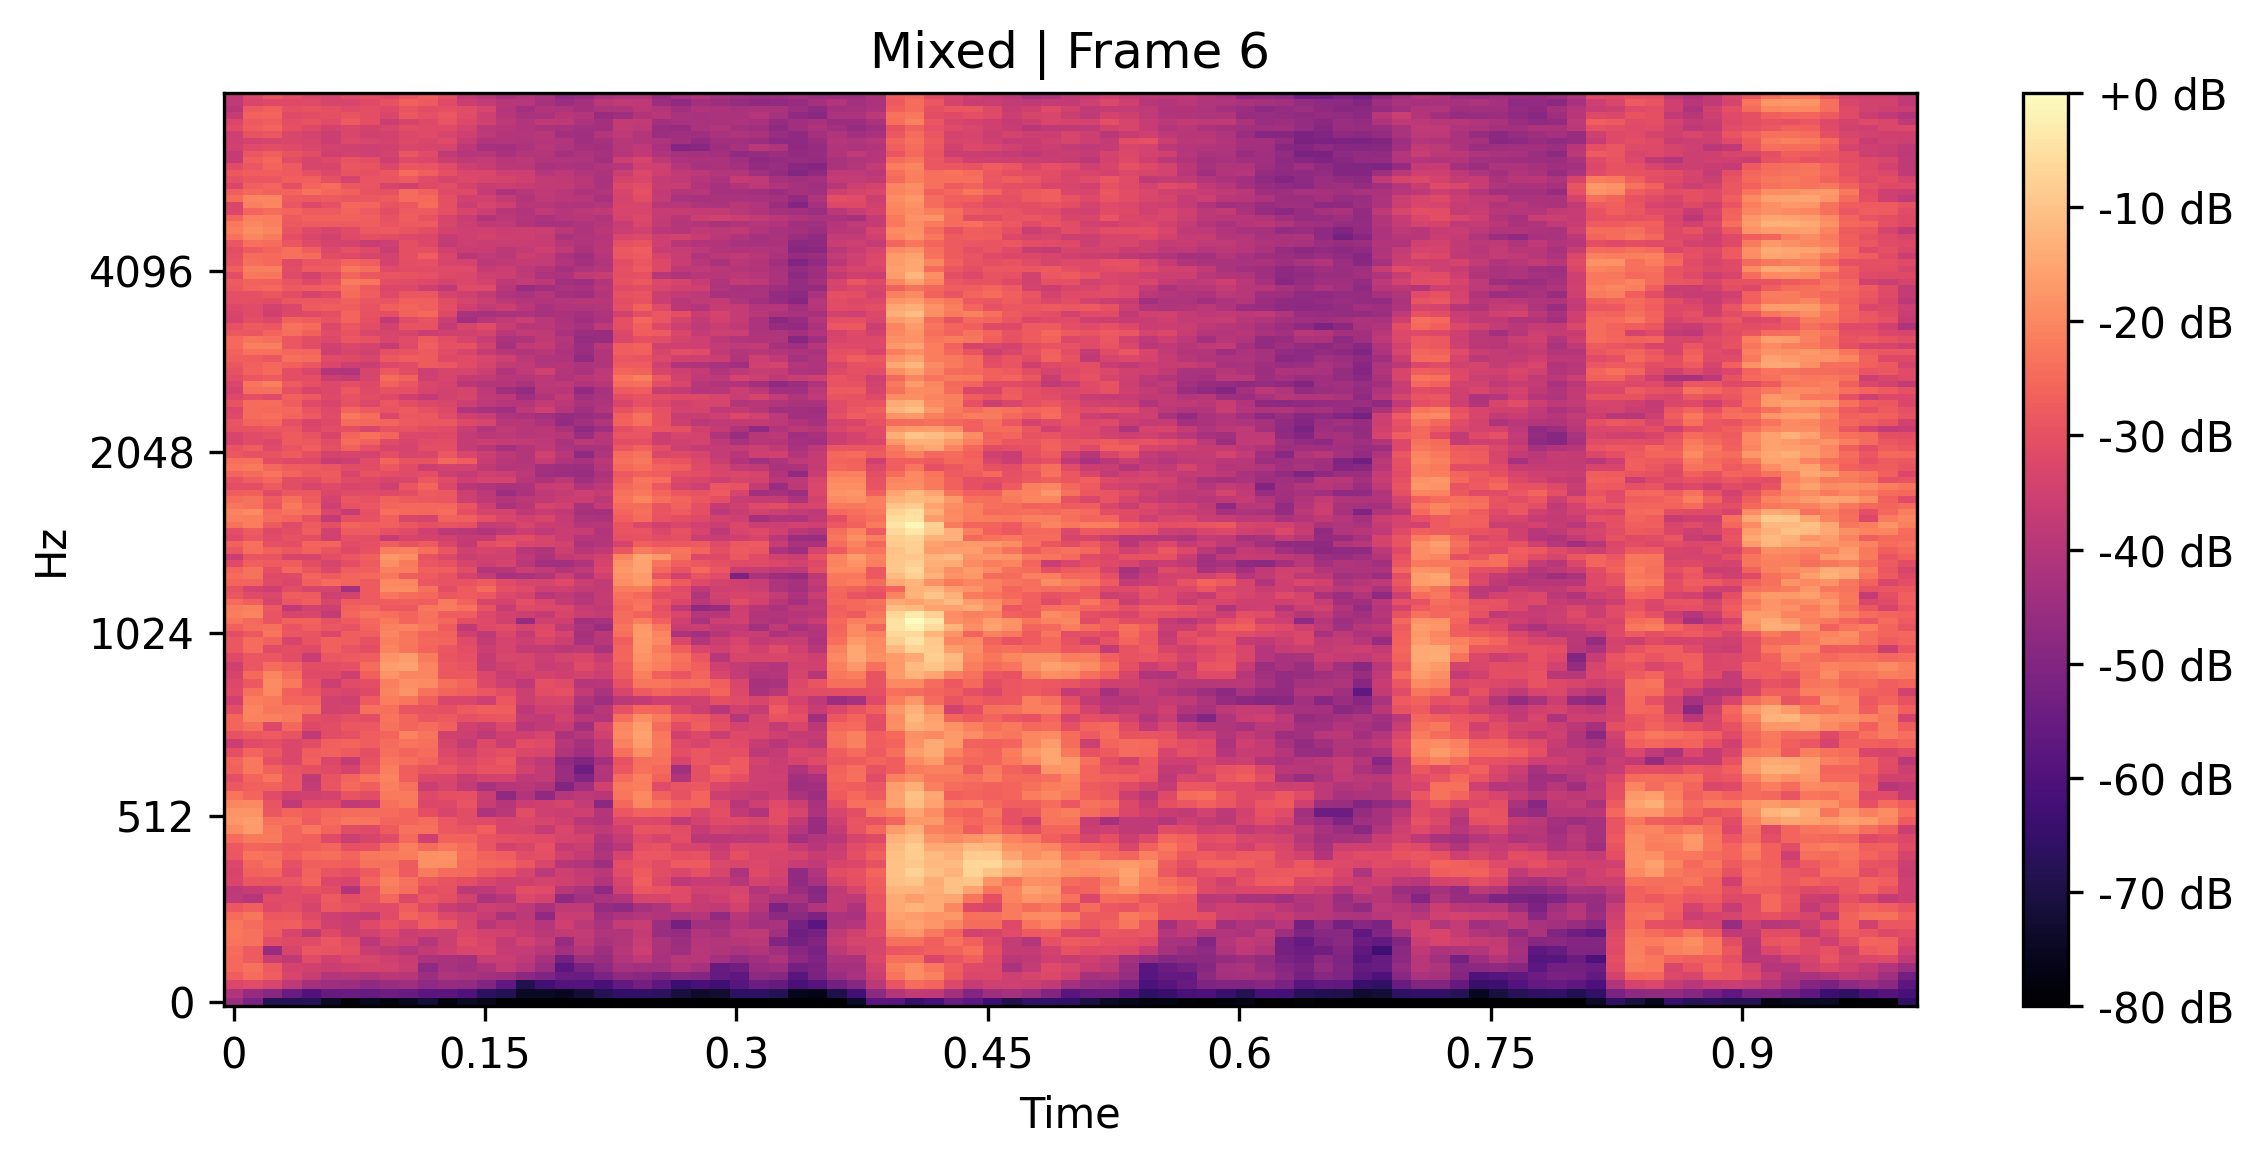 Mixed | Frame 6
Hz
4096
2048
1024
512
0
0 0.15 0.3 0.45 0.6 0.75 0.9
Time
+0 dB
-10 dB
-20 dB
-30 dB
-40 dB
-50 dB
-60 dB
-70 dB
-80 dB